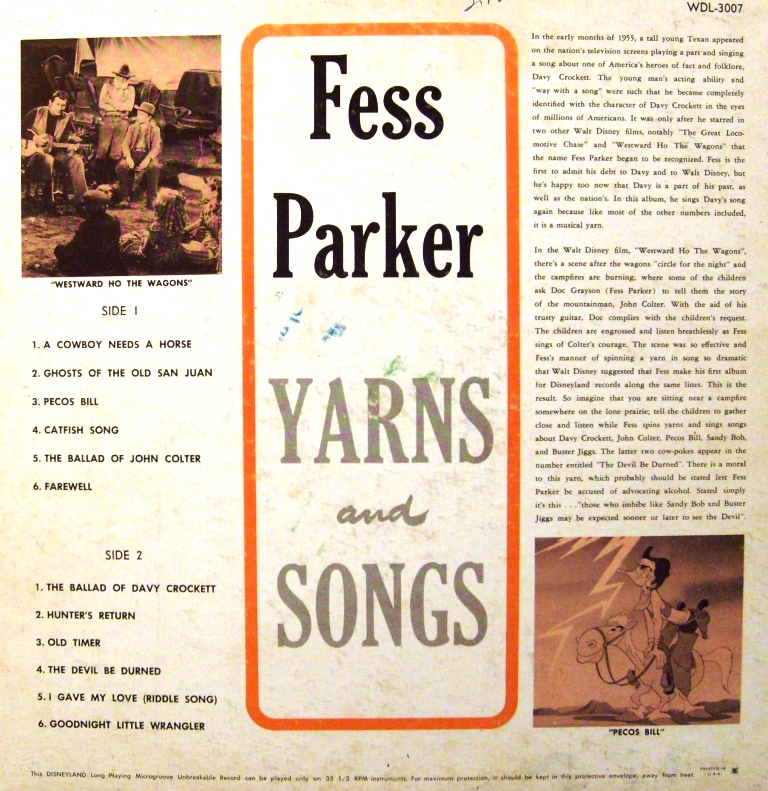 WDL-3007
Fess
Parker
YARNS
and
SONGS
"WESTWARD HO THE WAGONS"
SIDE 1
1. A COWBOY NEEDS A HORSE
2. GHOSTS OF THE OLD SAN JUAN
3. PECOS BILL
4. CATFISH SONG
5. THE BALLAD OF JOHN COLTER
6. FAREWELL
SIDE 2
1. THE BALLAD OF DAVY CROCKETT
2. HUNTER'S RETURN
3. OLD TIMER
4. THE DEVIL BE DURNED
5. I GAVE MY LOVE (RIDDLE SONG)
6. GOODNIGHT LITTLE WRANGLER
In the early months of 1955, a tall young Texan appeared
on the nation's television screens playing a part and singing
a song about one of America's heroes of fact and folklore,
Davy Crockett. The young man's acting ability and
"way with a song" were such that he became completely
identified with the character of Davy Crockett in the eyes
of millions of Americans. It was only after he starred in
two other Walt Disney films, notably "The Great Loco-
motive Chase" and "Westward Ho The Wagons" that
the name Fess Parker began to be recognized. Fess is the
first to admit his debt to Davy and to Walt Disney, but
he's happy too now that Davy is a part of his past, as
well as the nation's. In this album, he sings Davy's song
again because like most of the other numbers included,
it is a musical yarn.
In the Walt Disney film, "Westward Ho The Wagons",
there's a scene after the wagons "circle for the night" and
the campfires are burning, where some of the children
ask Doc Grayson (Fess Parker) to tell them the story
of the mountainman, John Colter. With the aid of his
trusty guitar, Doc complies with the children's request.
The children are engrossed and listen breathlessly as Fess
sings of Colter's courage. The scene was so effective and
Fess's manner of spinning a yarn in song so dramatic
that Walt Disney suggested that Fess make his first album
for Disneyland records along the same lines. This is the
result. So imagine that you are sitting near a campfire
somewhere on the lone prairie; tell the children to gather
close and listen while Fess spins yarns and sings songs
about Davy Crockett, John Colter, Pecos Bill, Sandy Bob,
and Buster Jiggs. The latter two cow-pokes appear in the
number entitled "The Devil Be Durned". There is a moral
to this yarn, which probably should be stated lest Fess
Parker be accused of advocating alcohol. Stated simply
it's this . . ."those who imbibe like Sandy Bob and Buster
Jiggs may be expected sooner or later to see the Devil".
"PECOS BILL"
This DISNEYLAND Long Playing Microgroove Unbreakable Record can be played only on 33 1/3 RPM instruments. For maximum protection, it should be kept in this protective envelope, away from heat.
PRINTED IN
U.S.A.